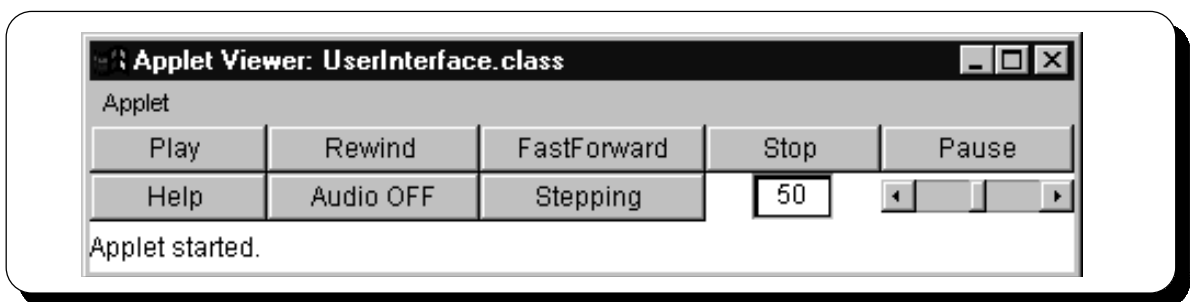 Applet Viewer: UserInterface.class
Applet
Play Rewind FastForward Stop Pause
Help Audio OFF Stepping 50
Applet started.